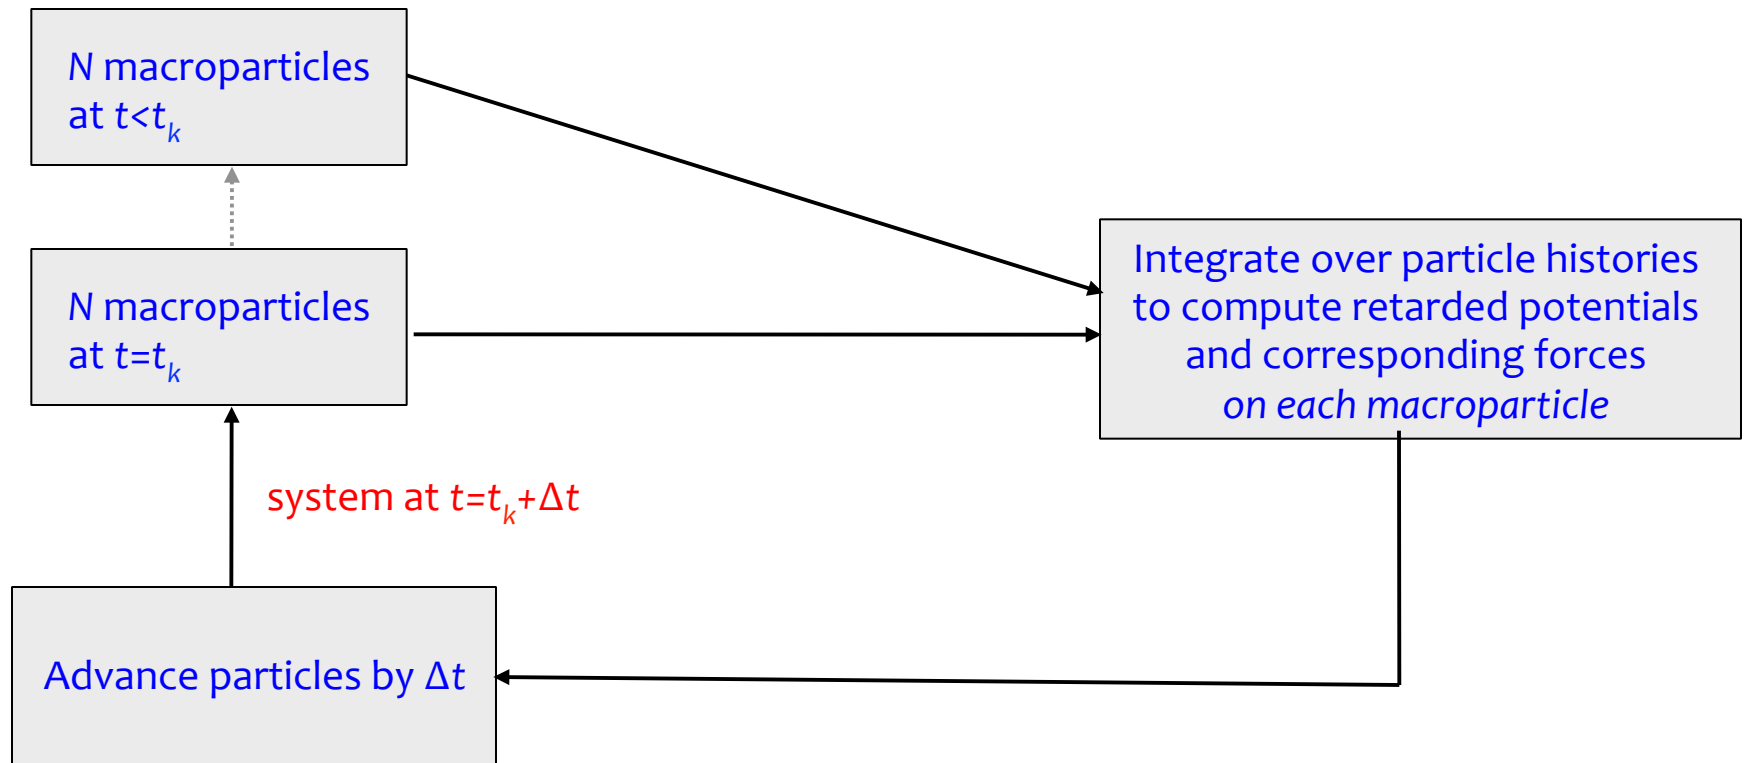 N macroparticles
at t<tₖ
N macroparticles
at t=tₖ
Integrate over particle histories
to compute retarded potentials
and corresponding forces
on each macroparticle
system at t=tₖ+Δt
Advance particles by Δt